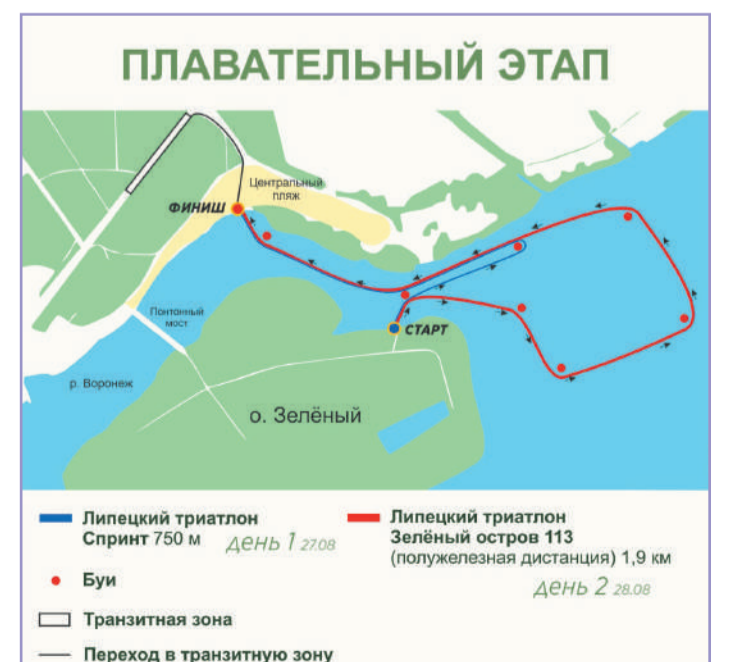 ПЛАВАТЕЛЬНЫЙ ЭТАП
Центральный
пляж
ФИНИШ
Понтонный
мост
СТАРТ
р. Воронеж
о. Зелёный
Липецкий триатлон
Спринт 750 м
день 1 27.08
Липецкий триатлон
Зелёный остров 113
(полужелезная дистанция) 1,9 км
день 2 28.08
Буи
Транзитная зона
Переход в транзитную зону